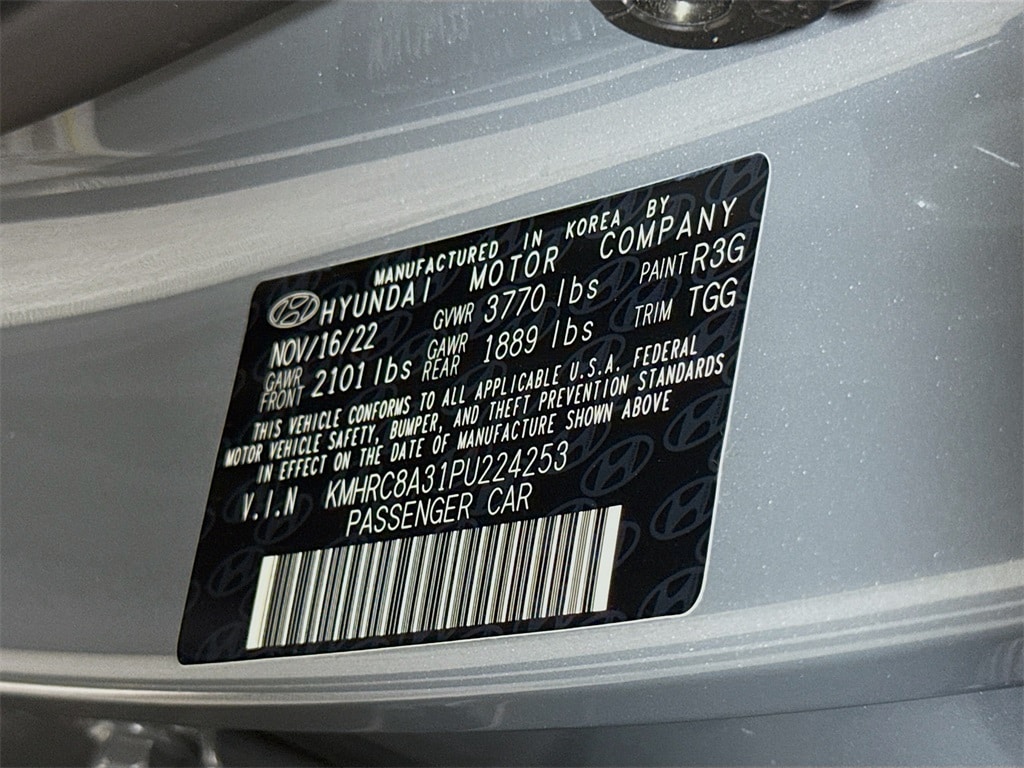 MANUFACTURED IN KOREA BY
HYUNDAI MOTOR COMPANY
NOV/16/22 GVWR 3770 lbs PAINT R3G
GAWR FRONT 2101 lbs GAWR REAR 1889 lbs TRIM TGG
THIS VEHICLE CONFORMS TO ALL APPLICABLE U.S.A. FEDERAL
MOTOR VEHICLE SAFETY, BUMPER, AND THEFT PREVENTION STANDARDS
IN EFFECT ON THE DATE OF MANUFACTURE SHOWN ABOVE
V.I.N KMHRC8A31PU224253
PASSENGER CAR